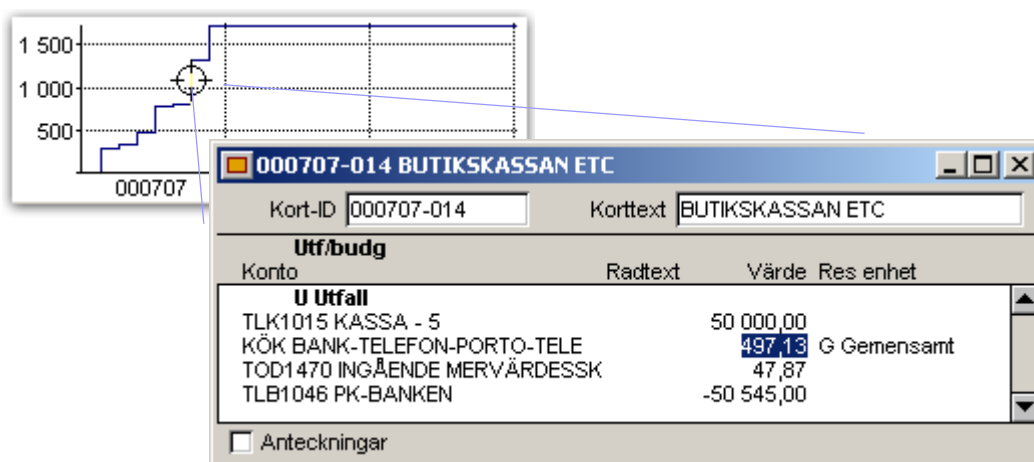 1 500
1 000
500
000707
000707-014 BUTIKSKASSAN ETC
Kort-ID 000707-014 Korttext BUTIKSKASSAN ETC
Utf/budg
Konto Radtext Värde Res enhet
U Utfall
TLK1015 KASSA - 5 50 000,00
KÖK BANK-TELEFON-PORTO-TELE 497,13 G Gemensamt
TOD1470 INGÅENDE MERVÄRDESSK 47,87
TLB1046 PK-BANKEN -50 545,00
Anteckningar